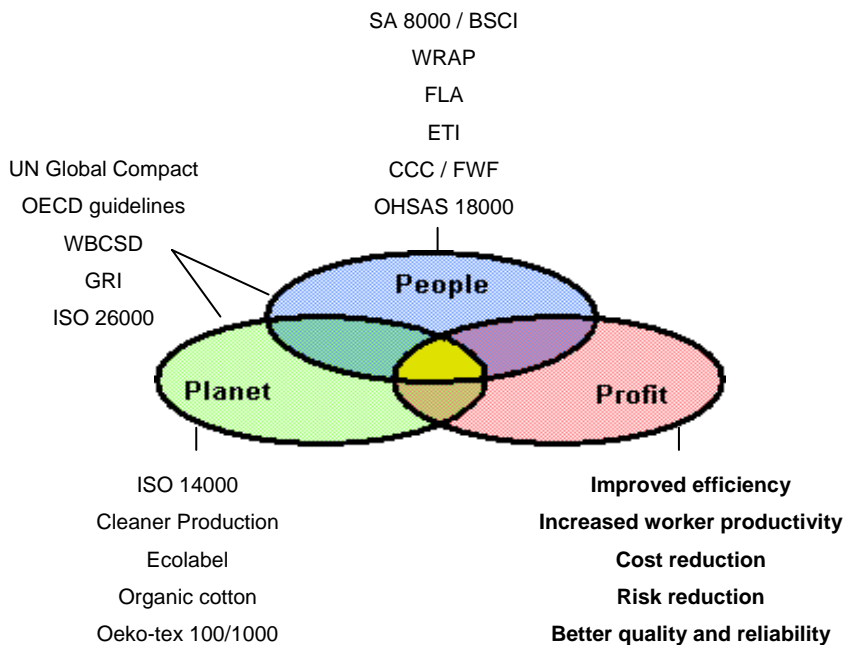 SA 8000 / BSCI
WRAP
FLA
ETI
CCC / FWF
OHSAS 18000
UN Global Compact
OECD guidelines
WBCSD
GRI
ISO 26000
People
Planet
Profit
ISO 14000
Cleaner Production
Ecolabel
Organic cotton
Oeko-tex 100/1000
Improved efficiency
Increased worker productivity
Cost reduction
Risk reduction
Better quality and reliability